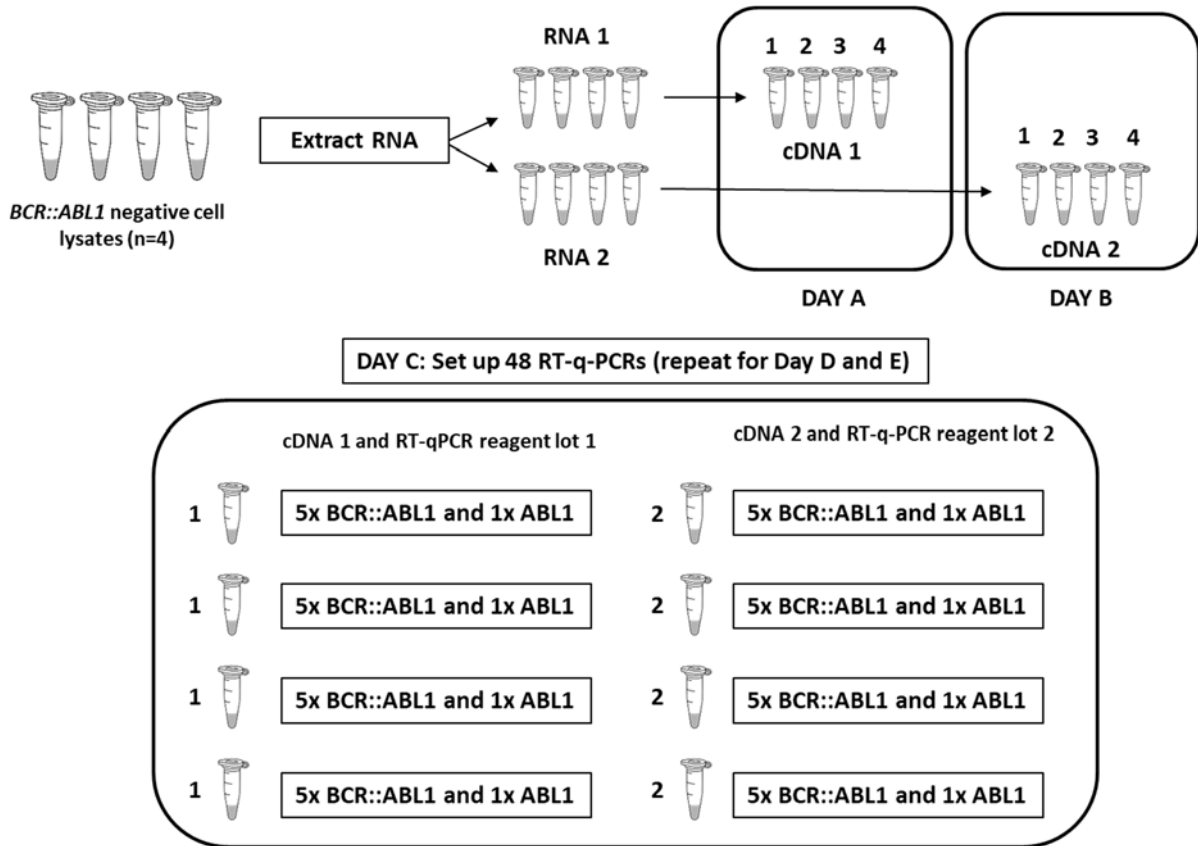 RNA 1
1 2 3 4
cDNA 1
Extract RNA
1 2 3 4
cDNA 2
BCR::ABL1 negative cell
lysates (n=4)
RNA 2
DAY A
DAY B
DAY C: Set up 48 RT-q-PCRs (repeat for Day D and E)
cDNA 1 and RT-qPCR reagent lot 1
cDNA 2 and RT-q-PCR reagent lot 2
1 5x BCR::ABL1 and 1x ABL1
2 5x BCR::ABL1 and 1x ABL1
1 5x BCR::ABL1 and 1x ABL1
2 5x BCR::ABL1 and 1x ABL1
1 5x BCR::ABL1 and 1x ABL1
2 5x BCR::ABL1 and 1x ABL1
1 5x BCR::ABL1 and 1x ABL1
2 5x BCR::ABL1 and 1x ABL1